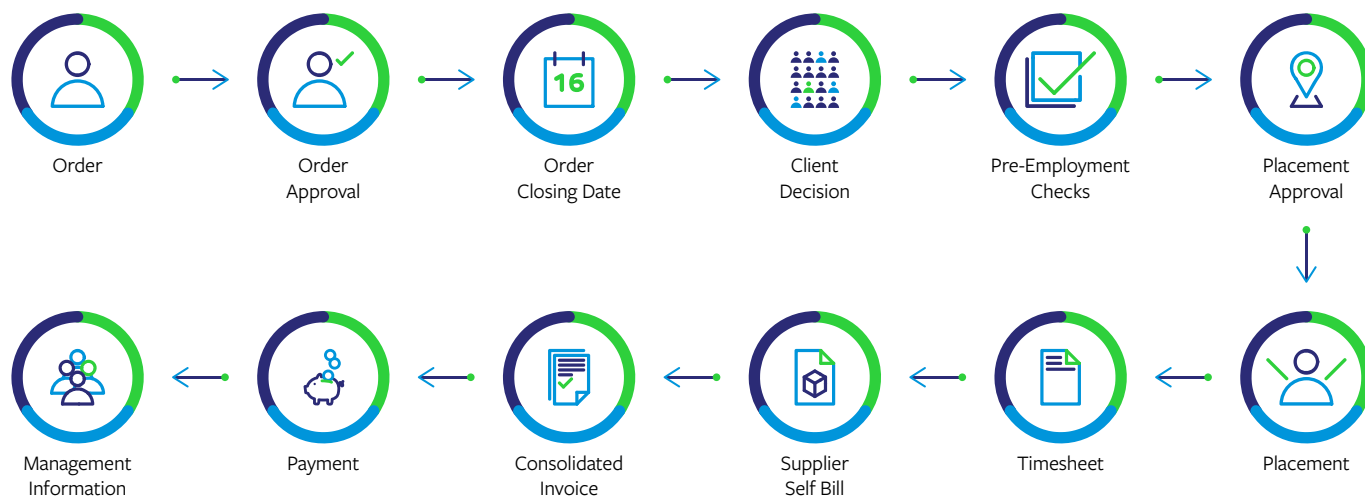 16
Order
Order
Approval
Order
Closing Date
Client
Decision
Pre-Employment
Checks
Placement
Approval
Placement
Timesheet
Supplier
Self Bill
Consolidated
Invoice
Payment
Management
Information